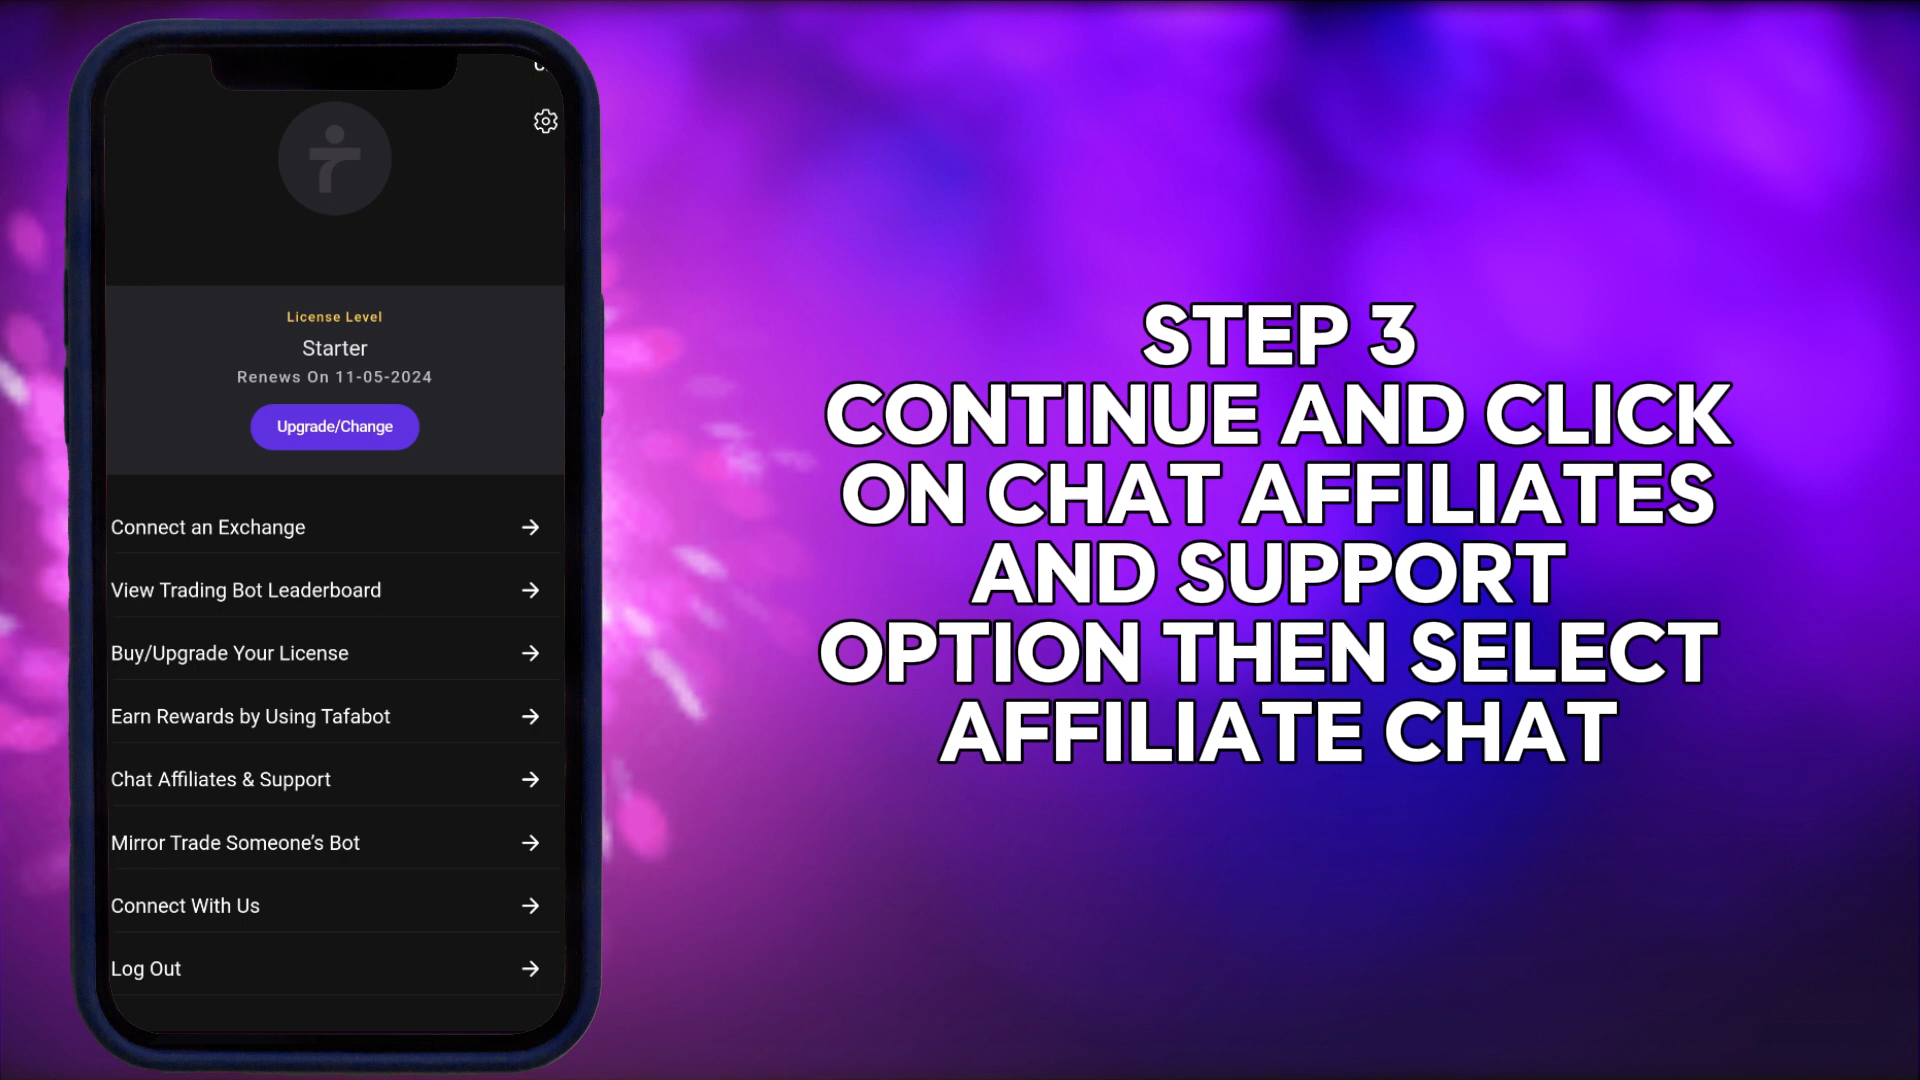 License Level
Starter
Renews On 11-05-2024
Upgrade/Change
Connect an Exchange
View Trading Bot Leaderboard
Buy/Upgrade Your License
Earn Rewards by Using Tafabot
Chat Affiliates & Support
Mirror Trade Someone’s Bot
Connect With Us
Log Out
STEP 3
CONTINUE AND CLICK
ON CHAT AFFILIATES
AND SUPPORT
OPTION THEN SELECT
AFFILIATE CHAT